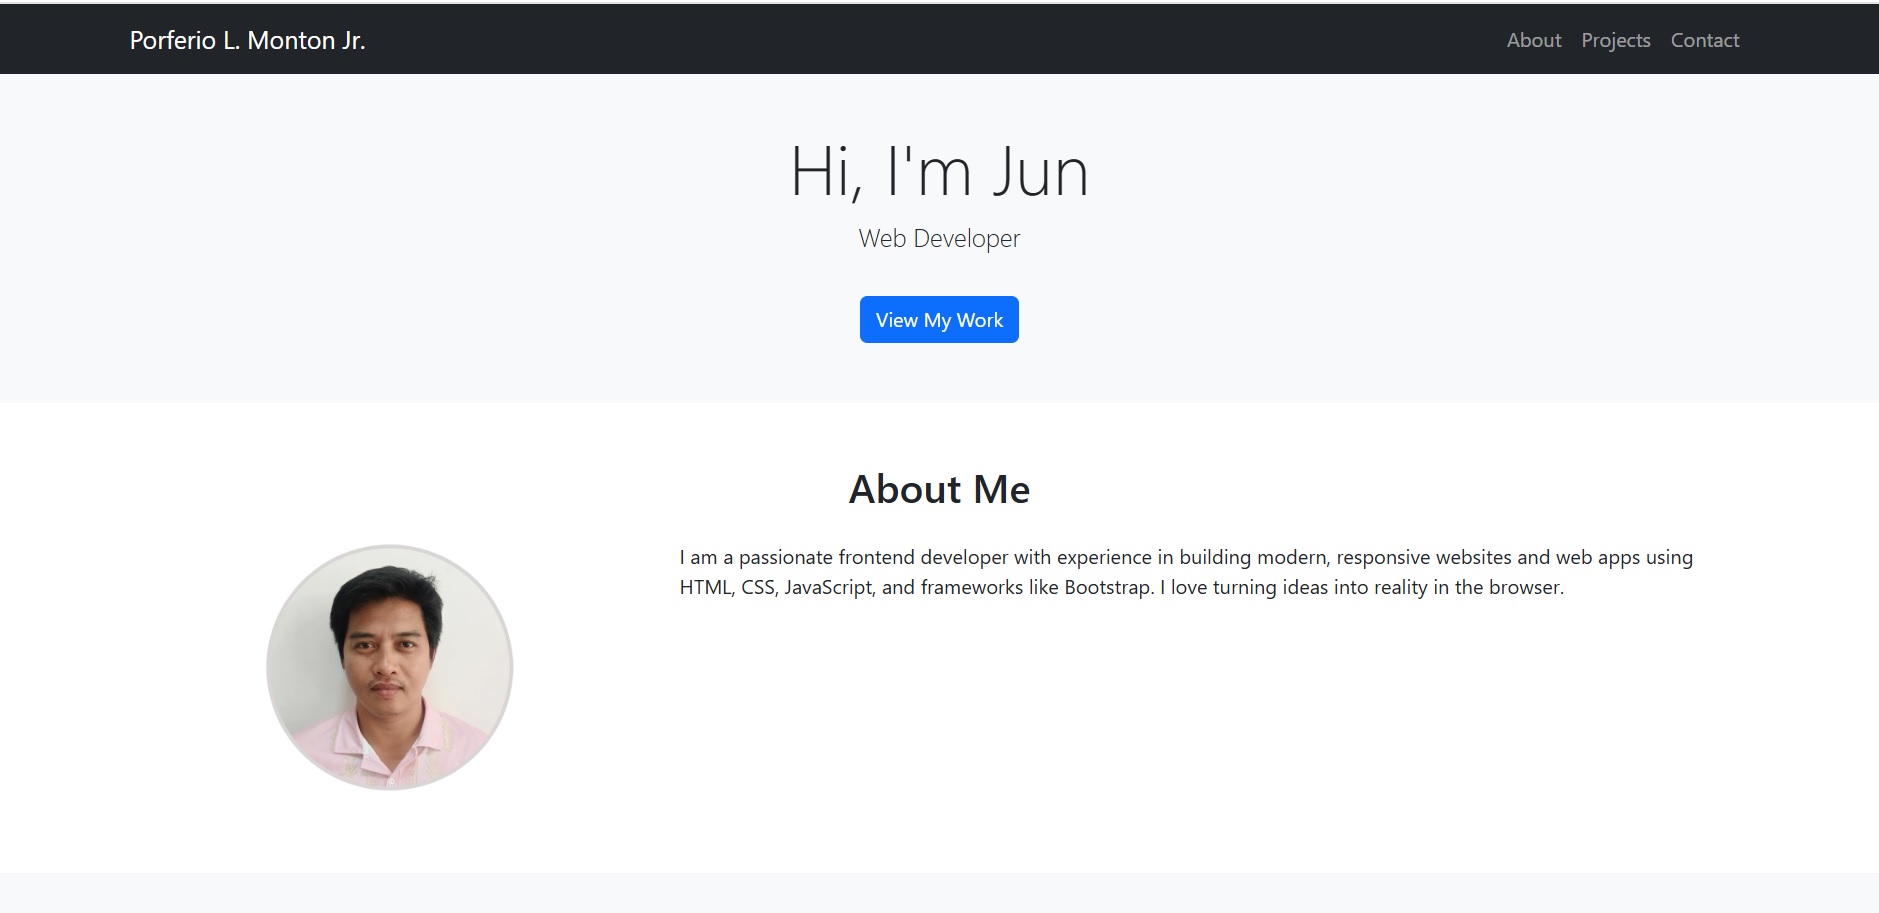 Porferio L. Monton Jr.
About Projects Contact
Hi, I'm Jun
Web Developer
View My Work
About Me
I am a passionate frontend developer with experience in building modern, responsive websites and web apps using
HTML, CSS, JavaScript, and frameworks like Bootstrap. I love turning ideas into reality in the browser.